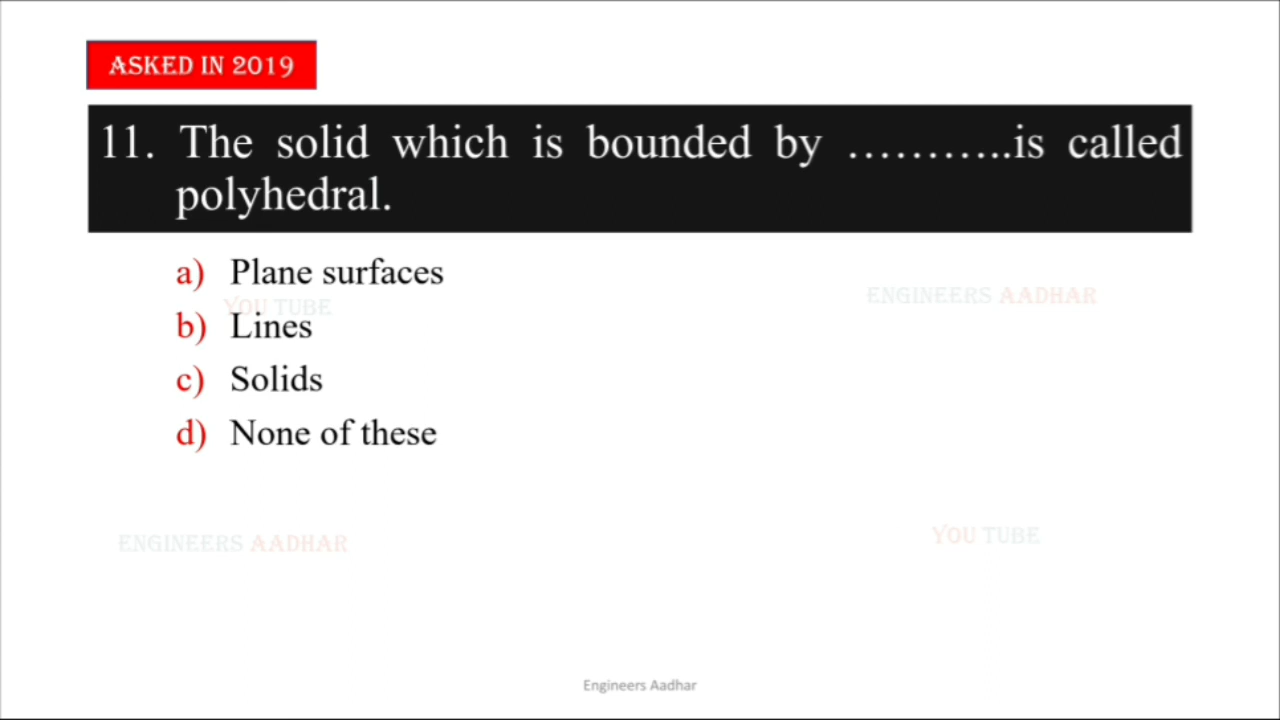 ASKED IN 2019
11. The solid which is bounded by ………..is called
polyhedral.
a) Plane surfaces
YOU TUBE
ENGINEERS AADHAR
b) Lines
c) Solids
d) None of these
ENGINEERS AADHAR
YOU TUBE
Engineers Aadhar